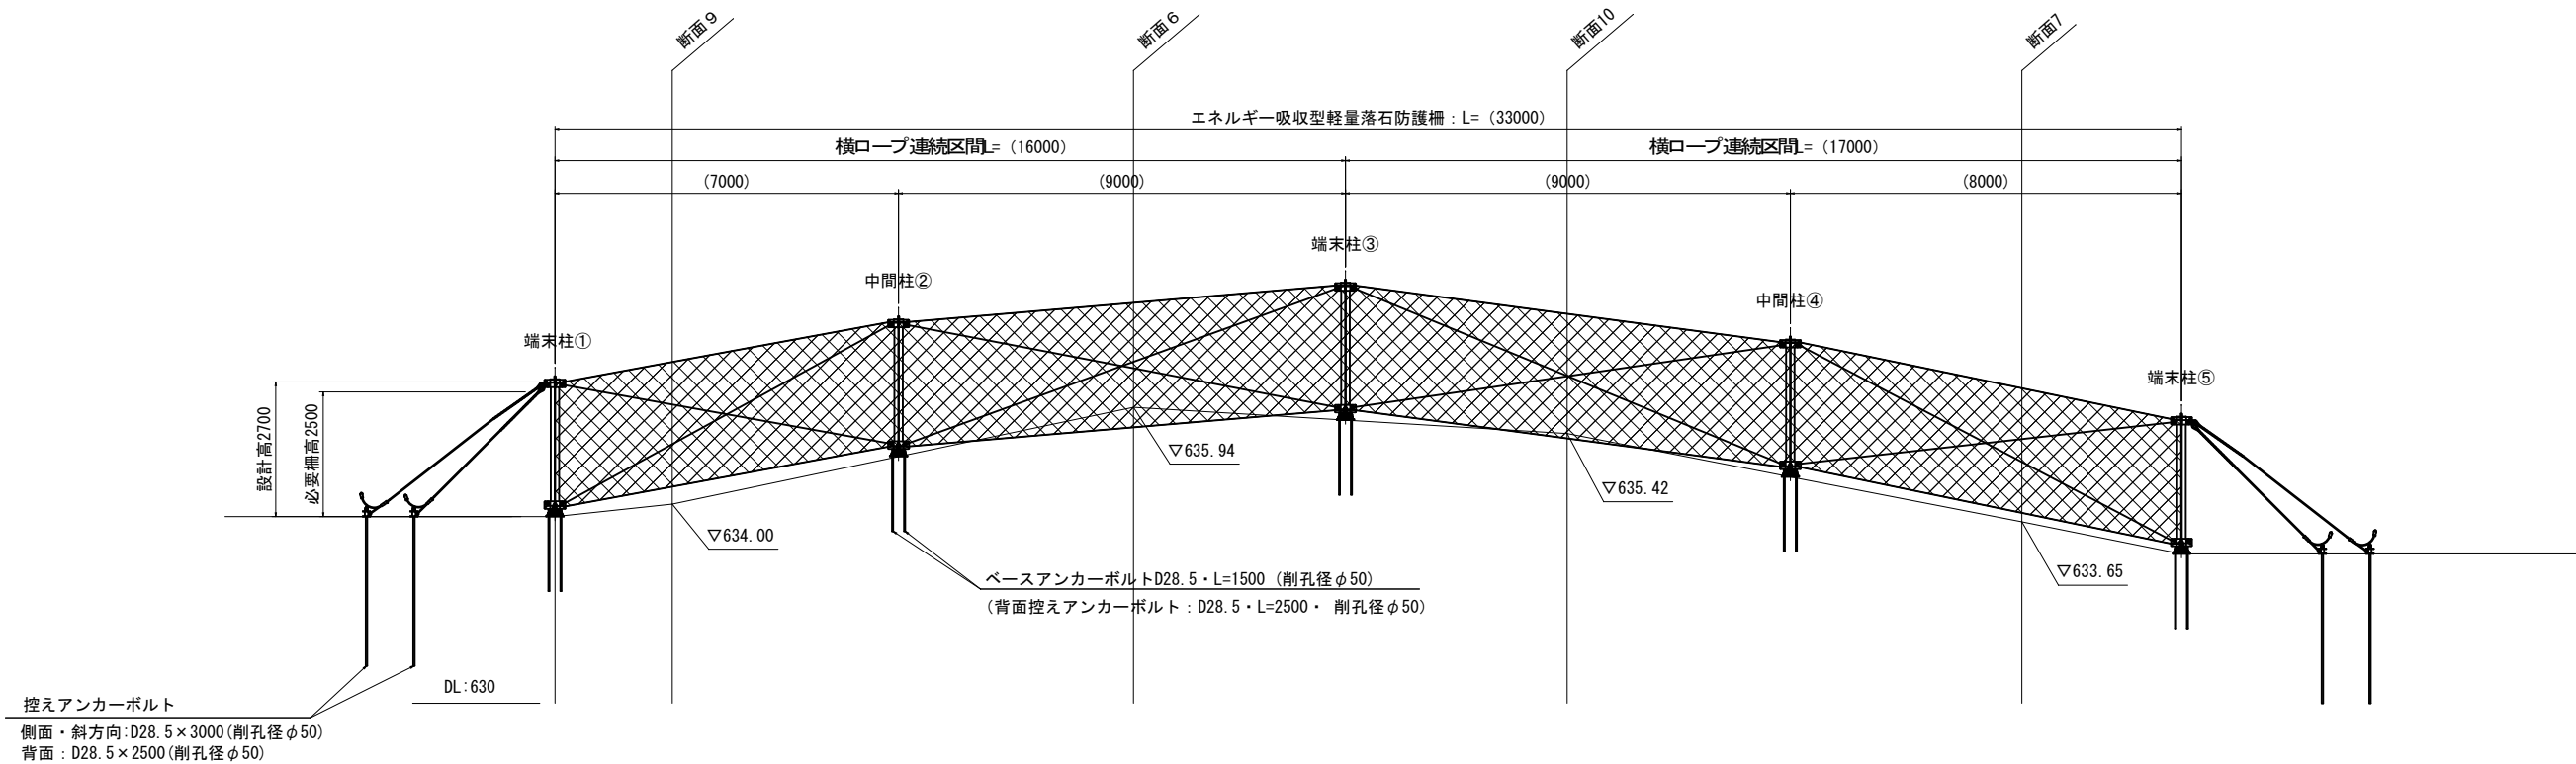 断面９
断面６
断面10
断面7
エネルギー吸収型軽量落石防護柵：L=（33000）
横ロープ連続区間L=（16000）
横ロープ連続区間L=（17000）
(7000)
(9000)
(9000)
(8000)
端末柱③
中間柱②
中間柱④
端末柱①
端末柱⑤
設計高2700
必要柵高2500
▽635.94
▽635.42
▽634.00
▽633.65
ベースアンカーボルトD28.5・L=1500（削孔径φ50）
（背面控えアンカーボルト：D28.5・L=2500・ 削孔径φ50）
DL:630
控えアンカーボルト
側面・斜方向:D28.5×3000(削孔径φ50)
背面：D28.5×2500(削孔径φ50)